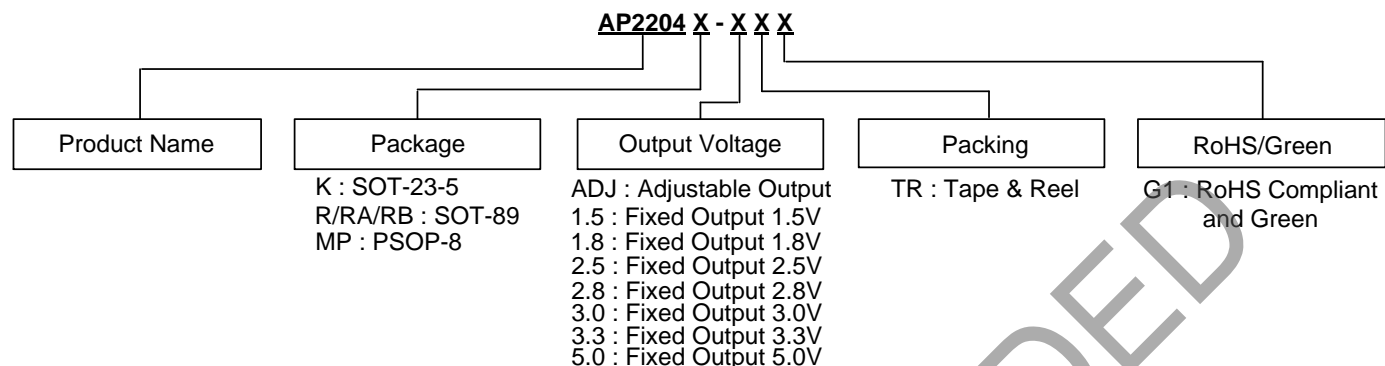 AP2204 X - X X X
Product Name
Package
Output Voltage
Packing
RoHS/Green
K : SOT-23-5
R/RA/RB : SOT-89
MP : PSOP-8
ADJ : Adjustable Output
1.5 : Fixed Output 1.5V
1.8 : Fixed Output 1.8V
2.5 : Fixed Output 2.5V
2.8 : Fixed Output 2.8V
3.0 : Fixed Output 3.0V
3.3 : Fixed Output 3.3V
5.0 : Fixed Output 5.0V
TR : Tape & Reel
G1 : RoHS Compliant
and Green
DED